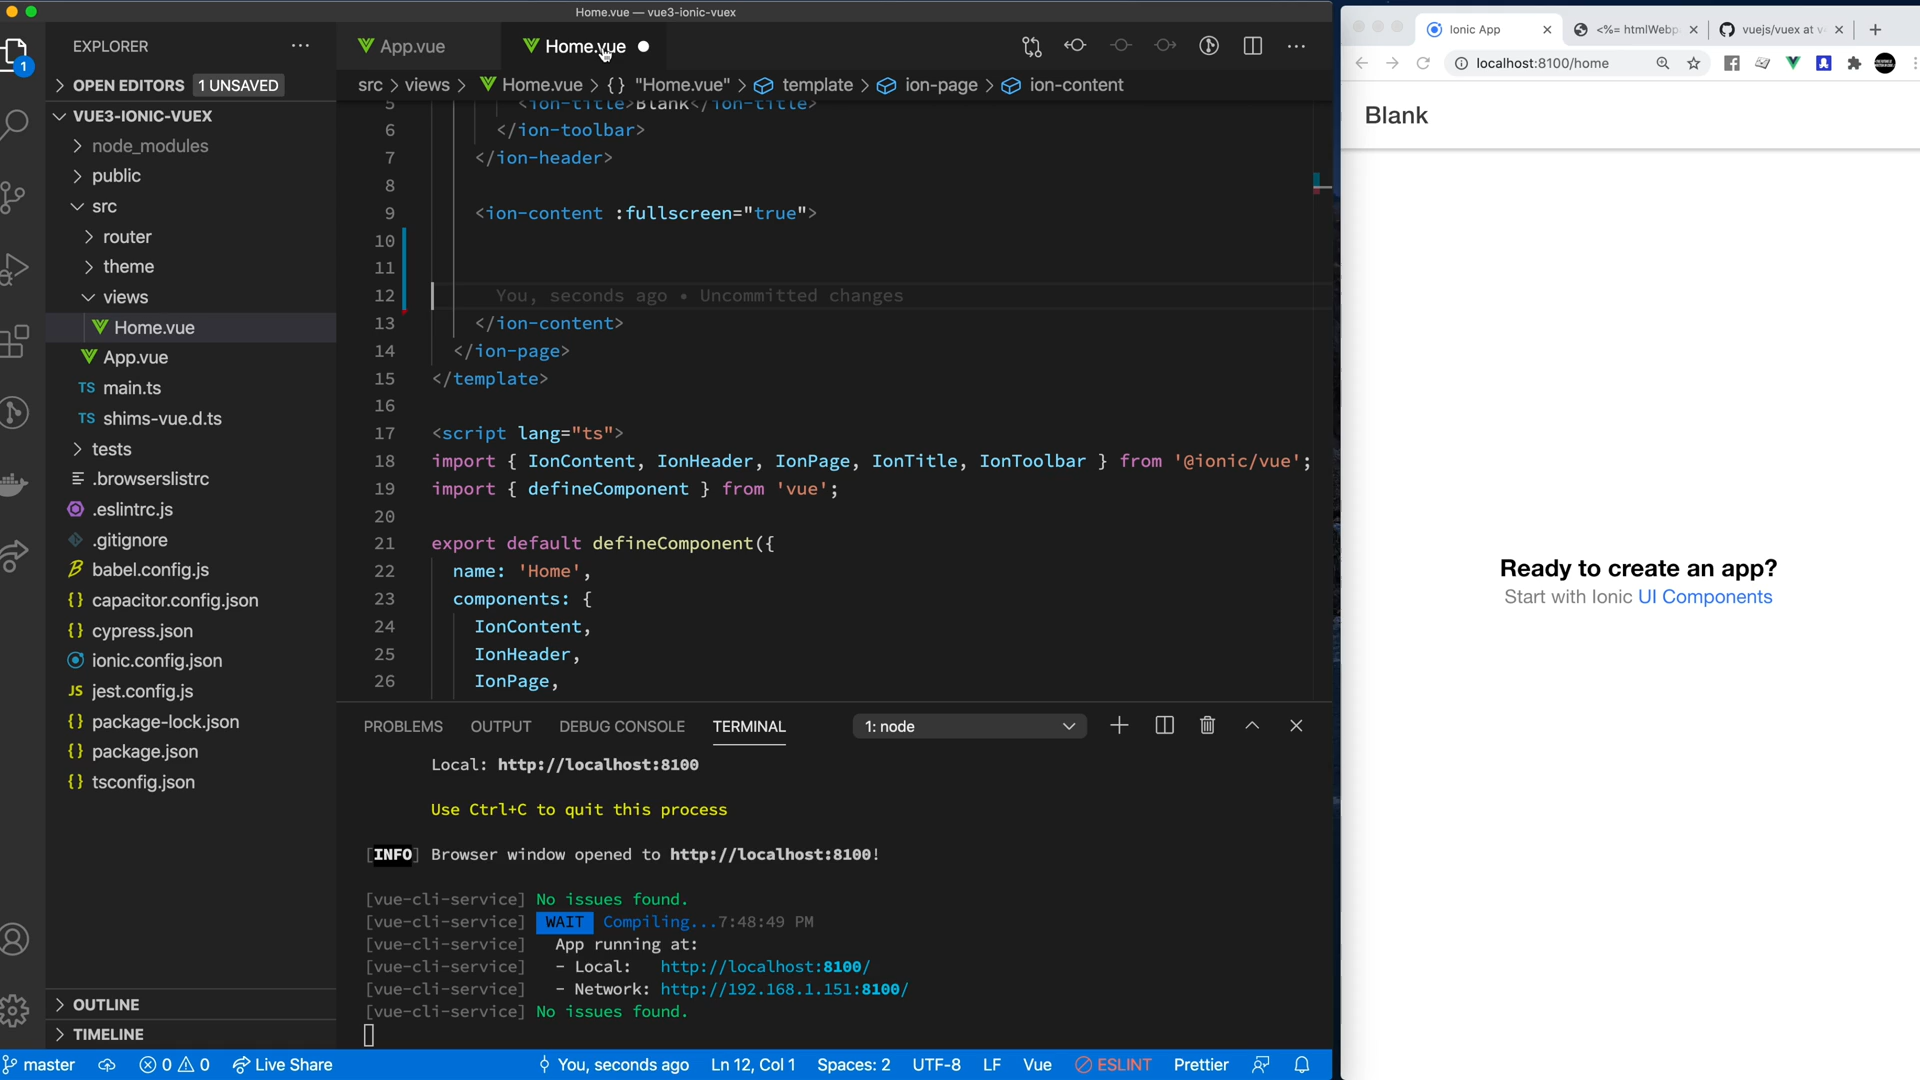 Home.vue — vue3-ionic-vuex
EXPLORER
1
OPEN EDITORS 1 UNSAVED
VUE3-IONIC-VUEX
node_modules
public
src
router
theme
views
Home.vue
App.vue
TS main.ts
TS shims-vue.d.ts
tests
.browserslistrc
.eslintrc.js
.gitignore
babel.config.js
{} capacitor.config.json
{} cypress.json
ionic.config.json
JS jest.config.js
{} package-lock.json
{} package.json
{} tsconfig.json
OUTLINE
TIMELINE
App.vue
Home.vue
src > views > Home.vue > {} "Home.vue" > template > ion-page > ion-content
5 <ion-title>Blank</ion-title>
6 </ion-toolbar>
7 </ion-header>
8
9 <ion-content :fullscreen="true">
10
11
12 You, seconds ago • Uncommitted changes
13 </ion-content>
14 </ion-page>
15 </template>
16
17 <script lang="ts">
18 import { IonContent, IonHeader, IonPage, IonTitle, IonToolbar } from '@ionic/vue';
19 import { defineComponent } from 'vue';
20
21 export default defineComponent({
22 name: 'Home',
23 components: {
24 IonContent,
25 IonHeader,
26 IonPage,
PROBLEMS OUTPUT DEBUG CONSOLE TERMINAL 1: node
Local: http://localhost:8100
Use Ctrl+C to quit this process
[INFO] Browser window opened to http://localhost:8100!
[vue-cli-service] No issues found.
[vue-cli-service] WAIT Compiling...7:48:49 PM
[vue-cli-service] App running at:
[vue-cli-service] - Local: http://localhost:8100/
[vue-cli-service] - Network: http://192.168.1.151:8100/
[vue-cli-service] No issues found.
master 0 0 Live Share You, seconds ago Ln 12, Col 1 Spaces: 2 UTF-8 LF Vue ESLINT Prettier
Ionic App <%= htmlWebp vuejs/vuex at v
localhost:8100/home
Blank
Ready to create an app?
Start with Ionic UI Components